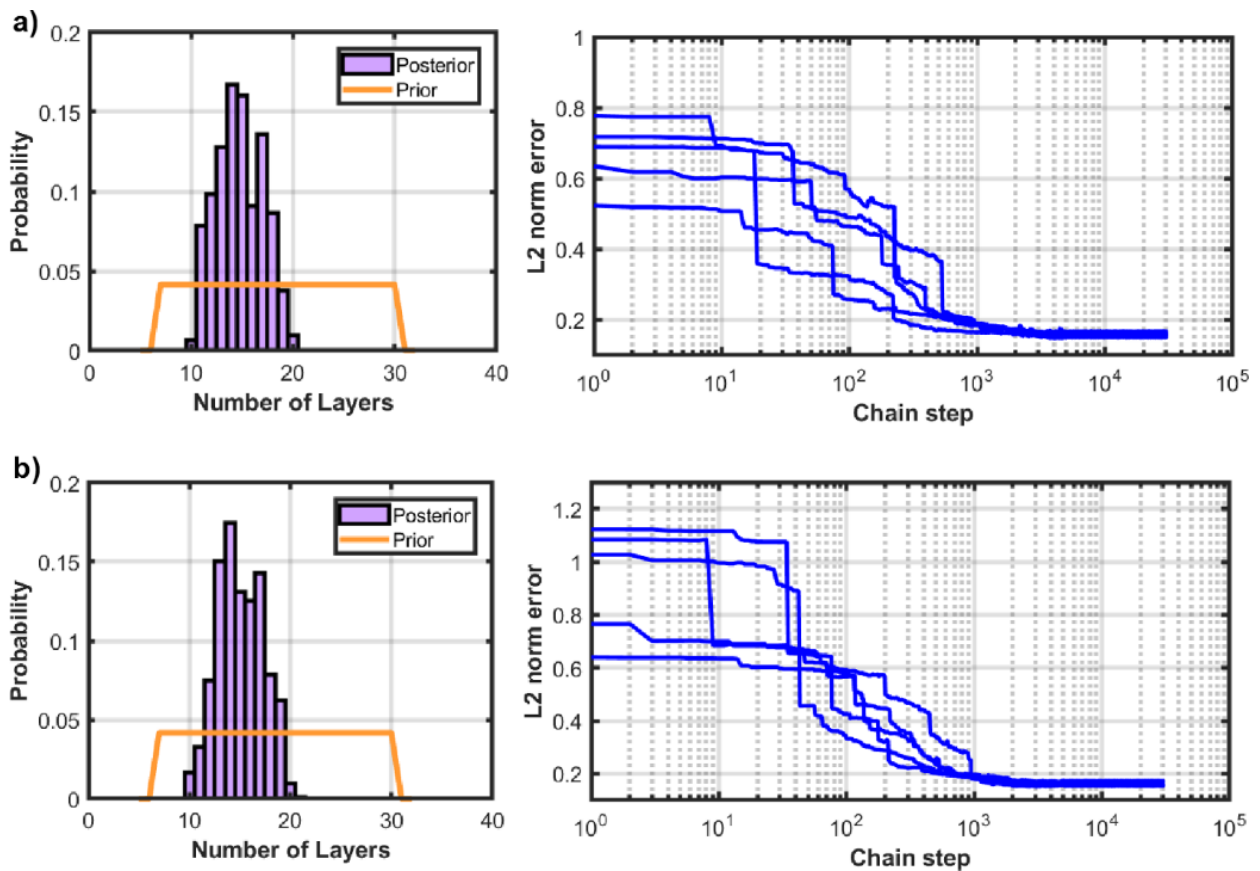 a)
0.2
0.15
0.1
0.05
0
Probability
Posterior
Prior
0 10 20 30 40
Number of Layers
1
0.8
0.6
0.4
0.2
L2 norm error
10^0 10^1 10^2 10^3 10^4 10^5
Chain step
b)
0.2
0.15
0.1
0.05
0
Probability
Posterior
Prior
0 10 20 30 40
Number of Layers
1.2
1
0.8
0.6
0.4
0.2
L2 norm error
10^0 10^1 10^2 10^3 10^4 10^5
Chain step